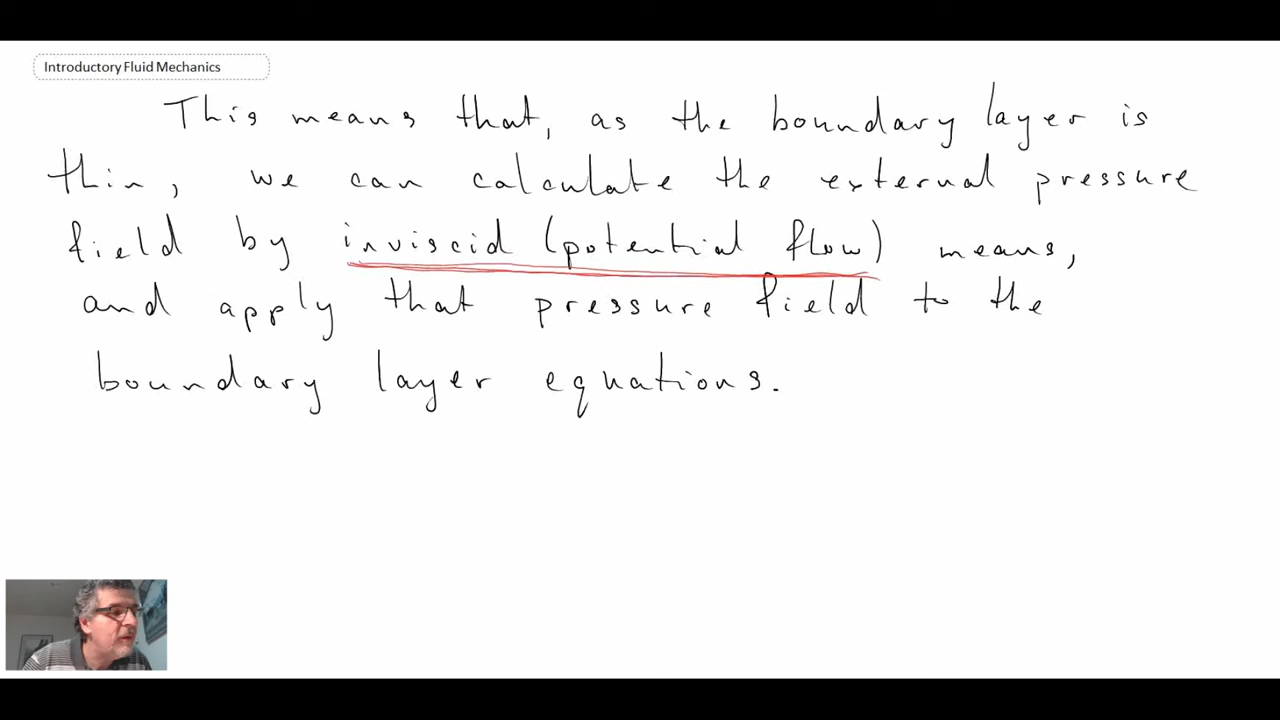 Introductory Fluid Mechanics
This means that, as the boundary layer is
thin, we can calculate the external pressure
field by inviscid (potential flow) means,
and apply that pressure field to the
boundary layer equations.